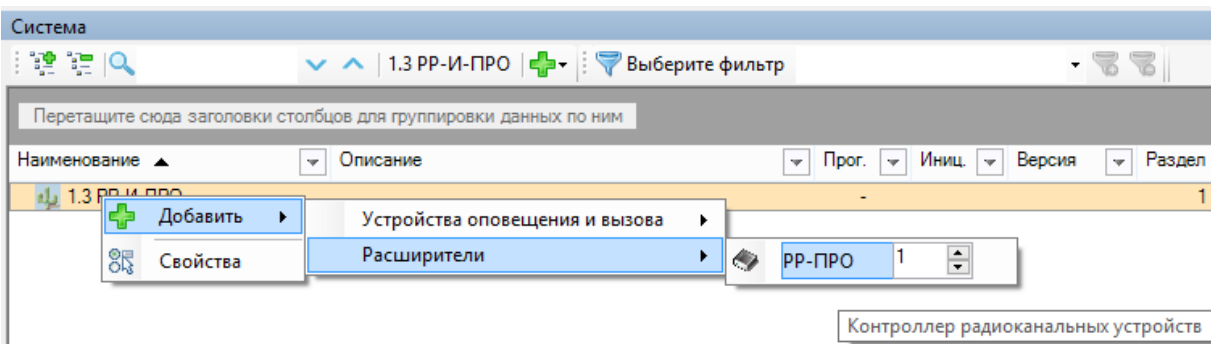 Система
1.3 РР-И-ПРО Выберите фильтр
Перетащите сюда заголовки столбцов для группировки данных по ним
Наименование Описание Прог. Иниц. Версия Раздел
1.3 РР-И-ПРО - 1
Добавить Устройства оповещения и вызова
Свойства Расширители РР-ПРО 1
Контроллер радиоканальных устройств